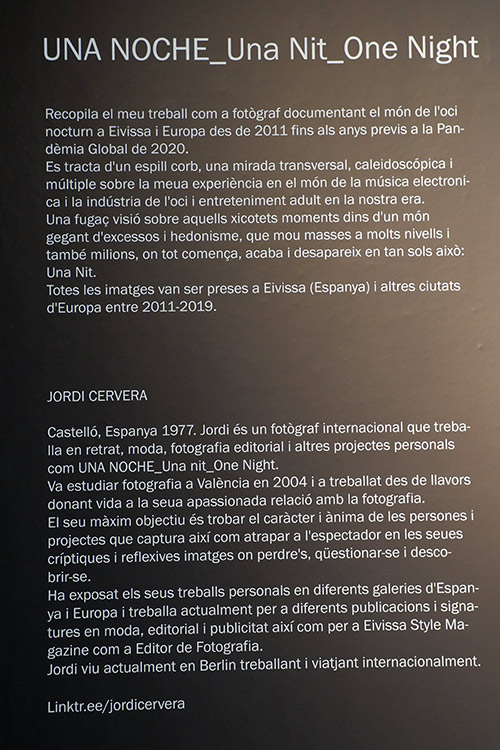 UNA NOCHE_Una Nit_One Night
Recopila el meu treball com a fotògraf documentant el món de l'oci
nocturn a Eivissa i Europa des de 2011 fins als anys previs a la Pan-
dèmia Global de 2020.
Es tracta d'un espill corb, una mirada transversal, caleidoscópica i
múltiple sobre la meua experiència en el món de la música electroni-
ca i la indústria de l'oci i entreteniment adult en la nostra era.
Una fugaç visió sobre aquells xicotets moments dins d'un món
gegant d'excessos i hedonisme, que mou masses a molts nivells i
també milions, on tot comença, acaba i desapareix en tan sols això:
Una Nit.
Totes les imatges van ser preses a Eivissa (Espanya) i altres ciutats
d'Europa entre 2011-2019.
JORDI CERVERA
Castelló, Espanya 1977. Jordi és un fotògraf internacional que treba-
lla en retrat, moda, fotografia editorial i altres projectes personals
com UNA NOCHE_Una nit_One Night.
Va estudiar fotografia a València en 2004 i a treballat des de llavors
donant vida a la seua apassionada relació amb la fotografia.
El seu màxim objectiu és trobar el caràcter i ànima de les persones i
projectes que captura així com atrapar a l'espectador en les seues
críptiques i reflexives imatges on perdre's, qüestionar-se i desco-
brir-se.
Ha exposat els seus treballs personals en diferents galeries d'Espan-
ya i Europa i treballa actualment per a diferents publicacions i signa-
tures en moda, editorial i publicitat així com per a Eivissa Style Ma-
gazine com a Editor de Fotografia.
Jordi viu actualment en Berlin treballant i viatjant internacionalment.
Linktr.ee/jordicervera